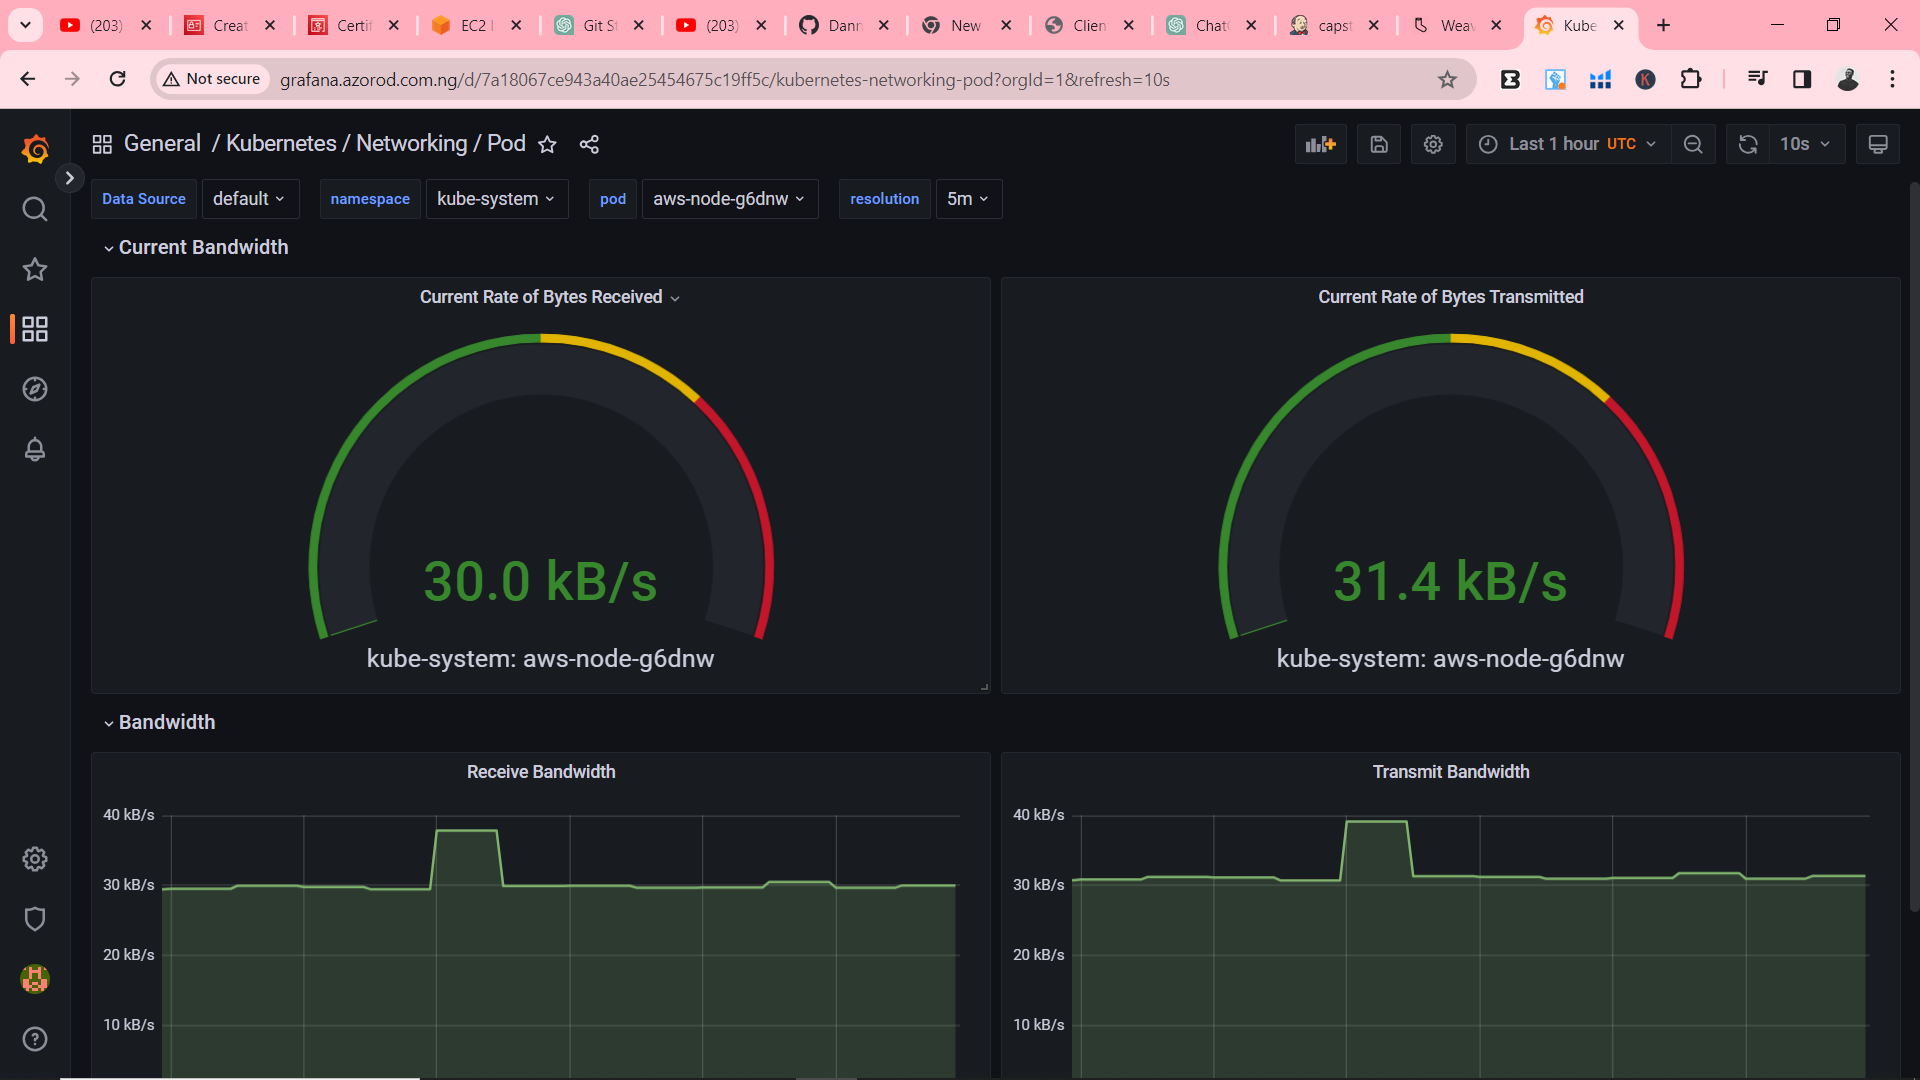 (203)
Creat
Certif
EC2 I
Git St
(203)
Dann
New
Clien
Chat
capst
Weav
Kube
Not secure
grafana.azorod.com.ng/d/7a18067ce943a40ae25454675c19ff5c/kubernetes-networking-pod?orgId=1&refresh=10s
K
General / Kubernetes / Networking / Pod
Last 1 hour UTC
10s
Data Source default namespace kube-system pod aws-node-g6dnw resolution 5m
Current Bandwidth
Current Rate of Bytes Received
30.0 kB/s
kube-system: aws-node-g6dnw
Current Rate of Bytes Transmitted
31.4 kB/s
kube-system: aws-node-g6dnw
Bandwidth
Receive Bandwidth
40 kB/s
30 kB/s
20 kB/s
10 kB/s
Transmit Bandwidth
40 kB/s
30 kB/s
20 kB/s
10 kB/s